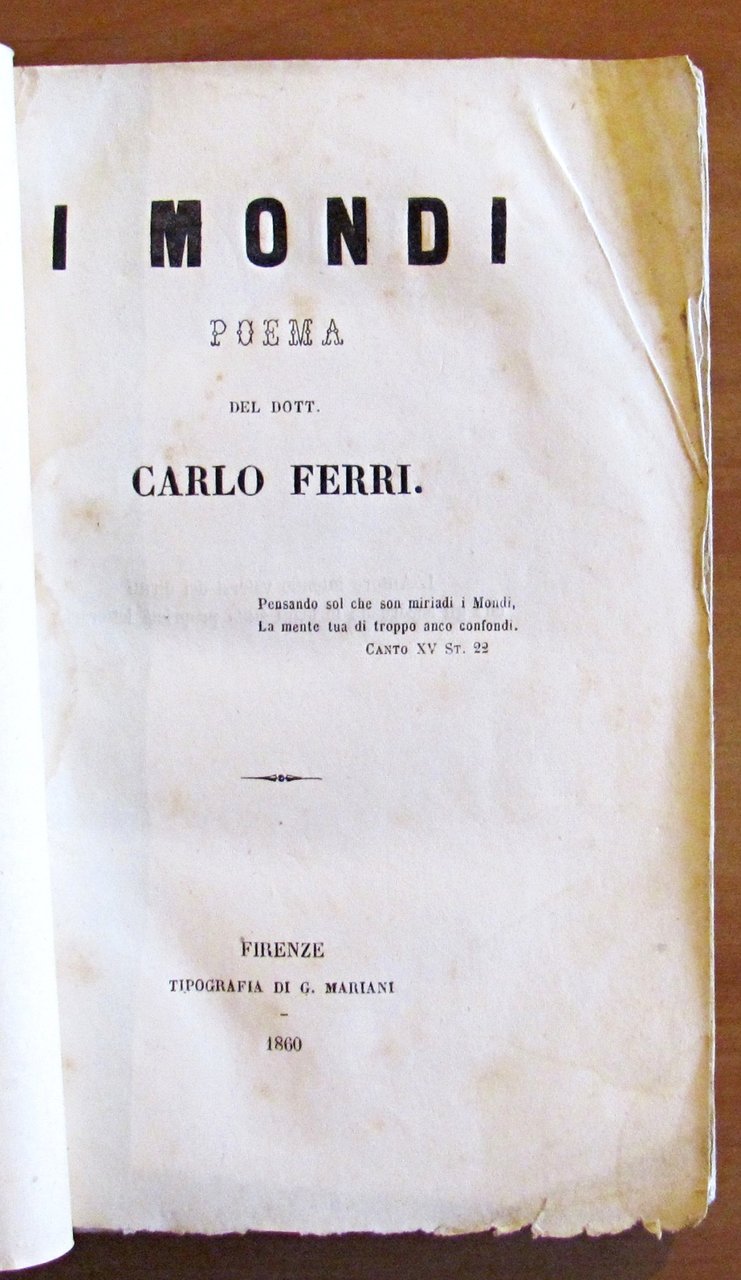 I MONDI
POEMA
DEL DOTT.
CARLO FERRI.
Pensando sol che son miriadi i Mondi,
La mente tua di troppo anco confondi.
CANTO XV ST. 22
FIRENZE
TIPOGRAFIA DI G. MARIANI
1860